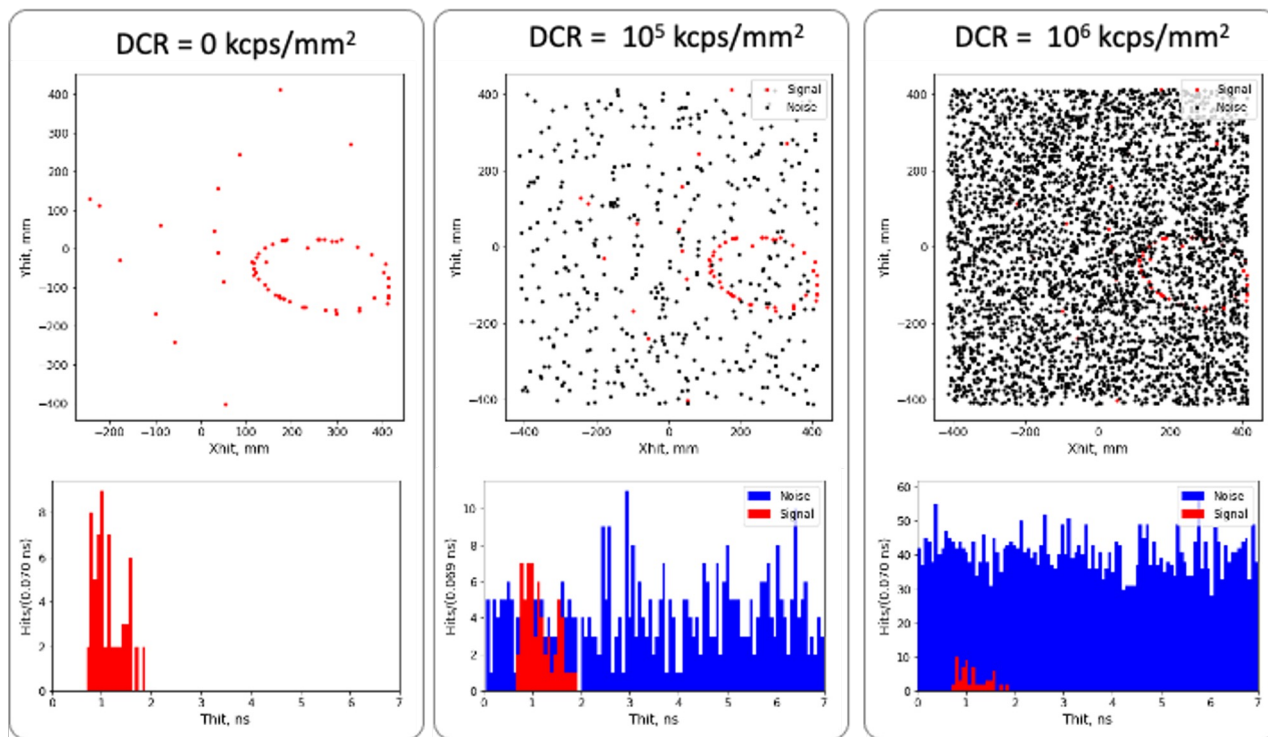 DCR = 0 kcps/mm²
400
300
200
100
0
−100
−200
−300
−400
Yhit, mm
−200 −100 0 100 200 300 400
Xhit, mm
8
6
4
2
0
Hits/(0.070 ns)
0 1 2 3 4 5 6 7
Thit, ns
DCR = 10⁵ kcps/mm²
Signal
Noise
400
200
0
−200
−400
Yhit, mm
−400 −200 0 200 400
Xhit, mm
Noise
Signal
10
8
6
4
2
0
Hits/(0.069 ns)
0 1 2 3 4 5 6 7
Thit, ns
DCR = 10⁶ kcps/mm²
Signal
Noise
400
200
0
−200
−400
Yhit, mm
−400 −200 0 200 400
Xhit, mm
Noise
Signal
60
50
40
30
20
10
0
Hits/(0.070 ns)
0 1 2 3 4 5 6 7
Thit, ns